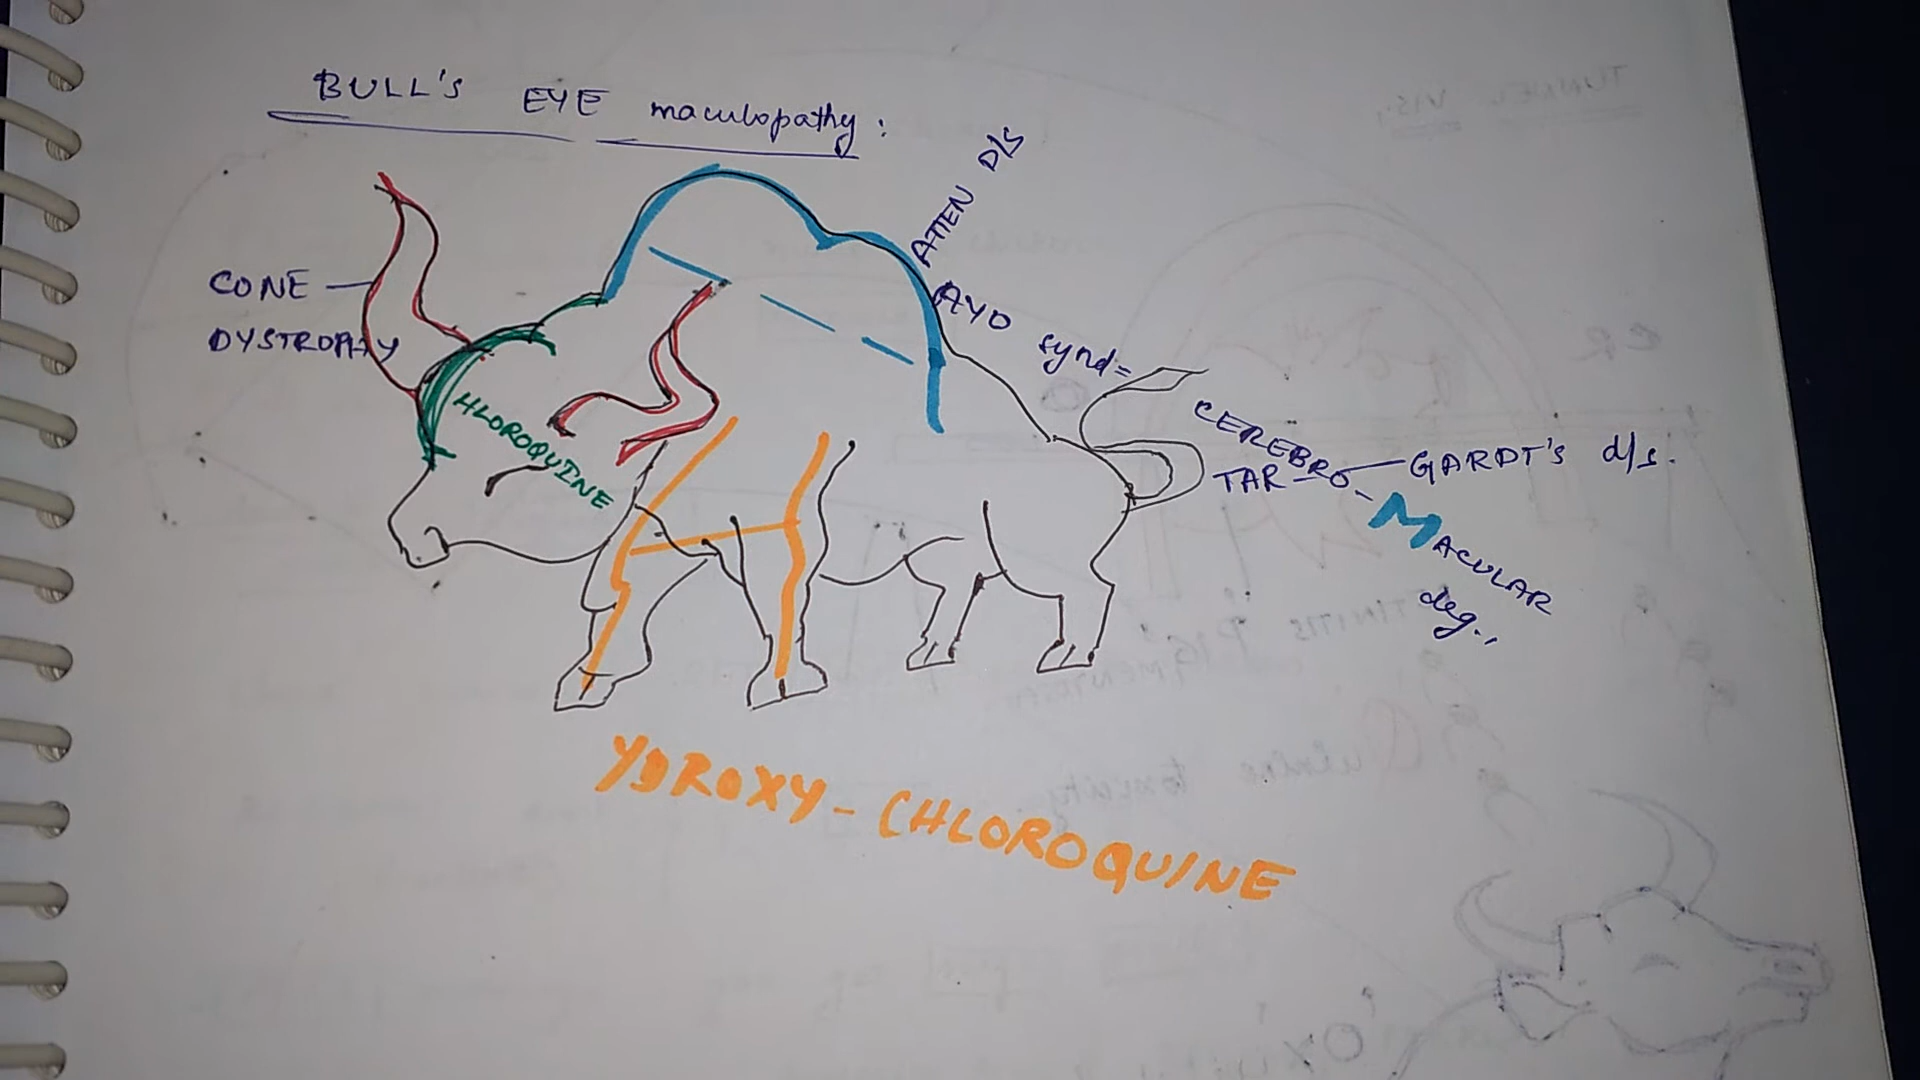 BULL'S EYE maculopathy :
ATTEN D/S
CONE
DYSTROPHY
AYO synd=
HLOROQUINE
CEREBRO
TAR - O - GARDT'S d/s.
MACULAR
deg.,
YDROXY-CHLOROQUINE